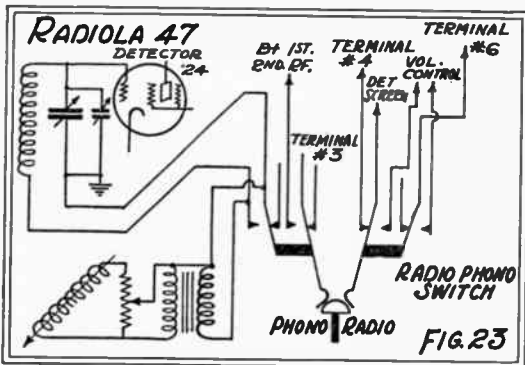 RADIOLA 47
DETECTOR
'24
B+ 1ST.
2ND. RF.
TERMINAL
#3
TERMINAL
#4
DET
SCREEN
VOL.
CONTROL
TERMINAL
#6
RADIO PHONO
SWITCH
PHONO RADIO
FIG. 23